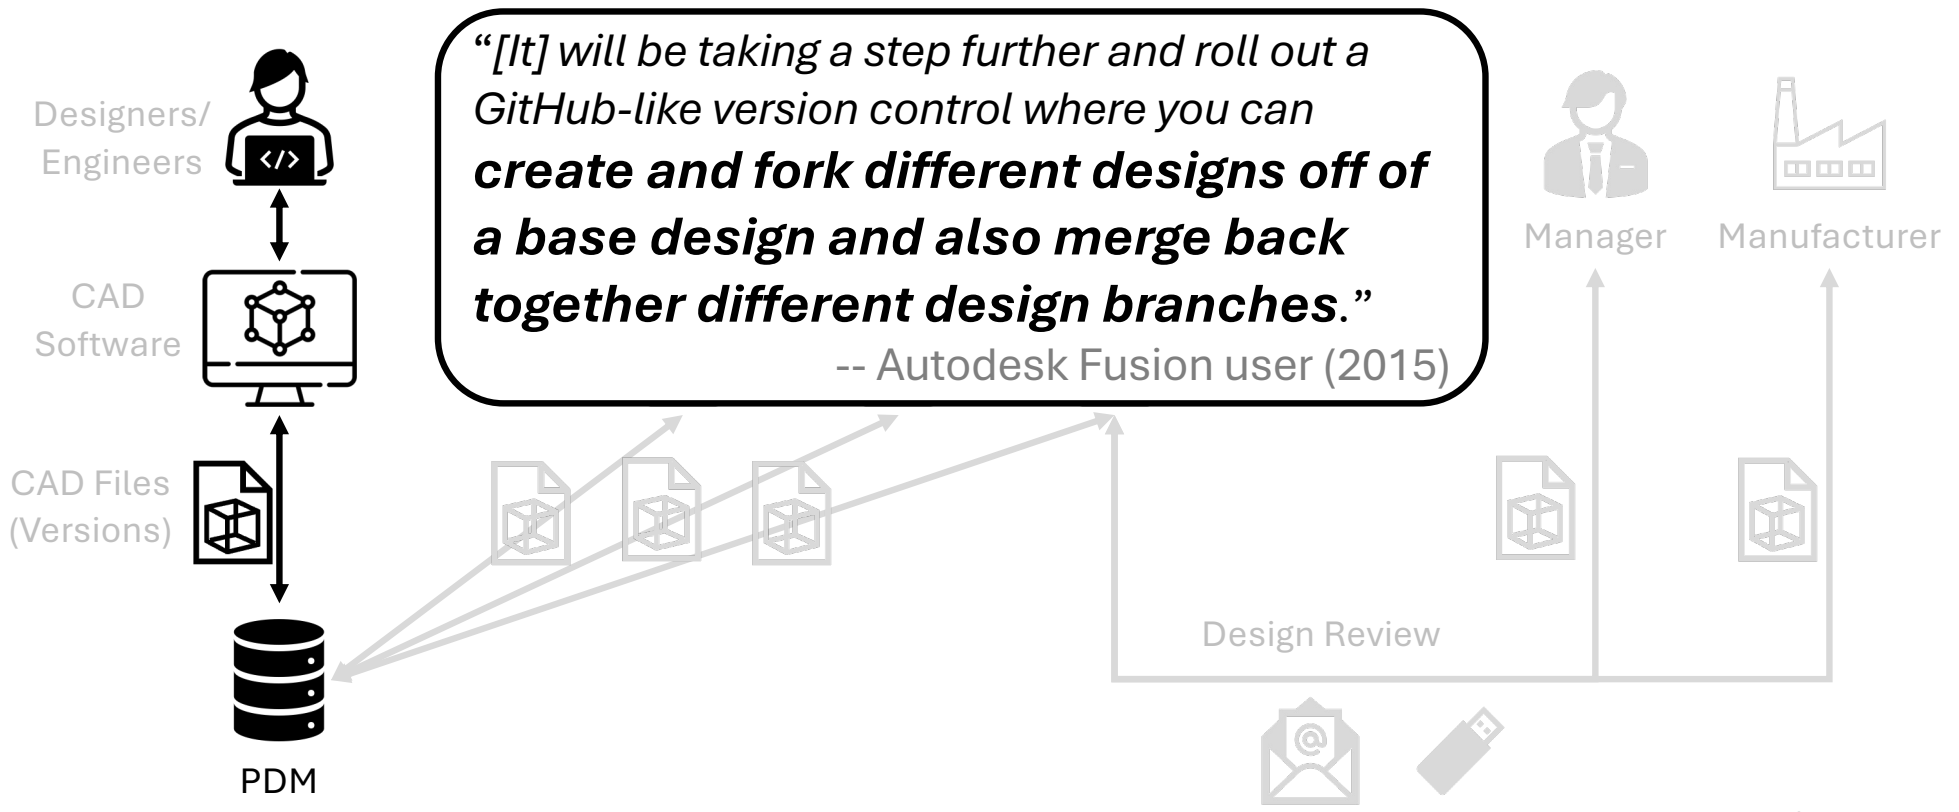 “[It] will be taking a step further and roll out a
GitHub-like version control where you can
create and fork different designs off of
a base design and also merge back
together different design branches.”
-- Autodesk Fusion user (2015)
Designers/
Engineers
</>
CAD
Software
CAD Files
(Versions)
PDM
Manager
Manufacturer
Design Review
@